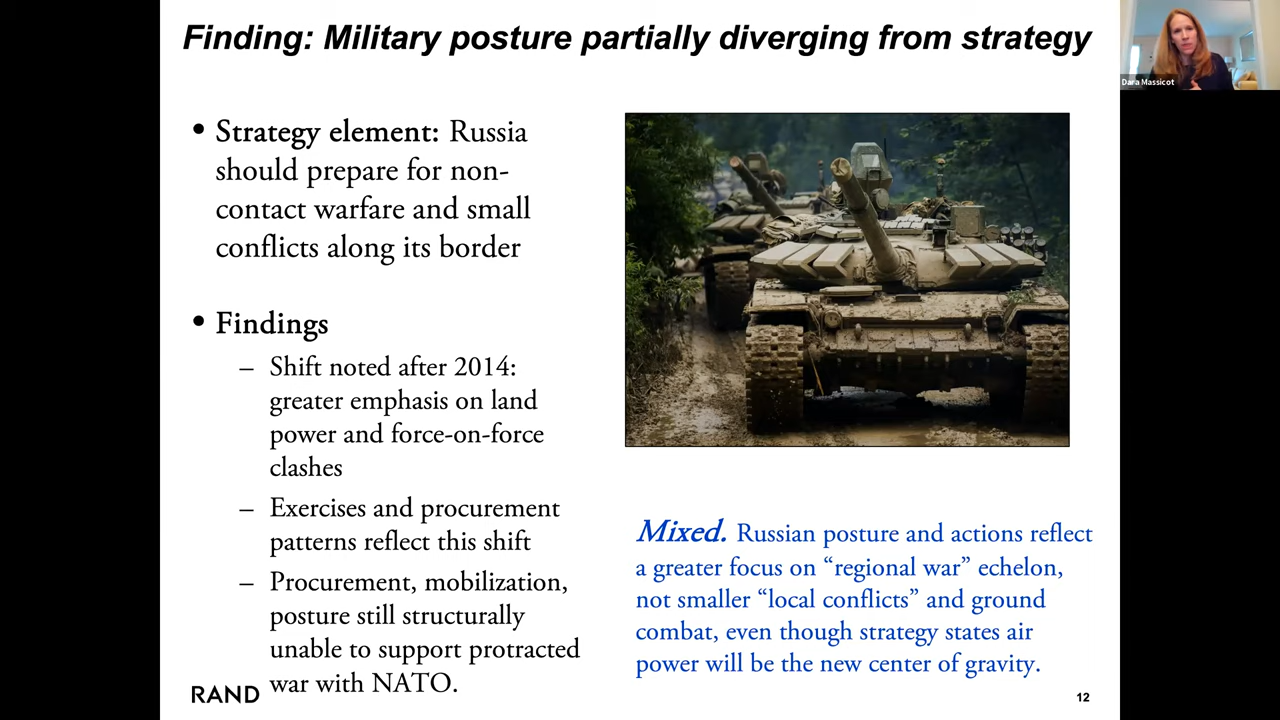 Finding: Military posture partially diverging from strategy
Dara Massicot
• Strategy element: Russia
should prepare for non-
contact warfare and small
conflicts along its border
• Findings
– Shift noted after 2014:
greater emphasis on land
power and force-on-force
clashes
– Exercises and procurement
patterns reflect this shift
– Procurement, mobilization,
posture still structurally
unable to support protracted
war with NATO.
Mixed. Russian posture and actions reflect
a greater focus on “regional war” echelon,
not smaller “local conflicts” and ground
combat, even though strategy states air
power will be the new center of gravity.
RAND
12